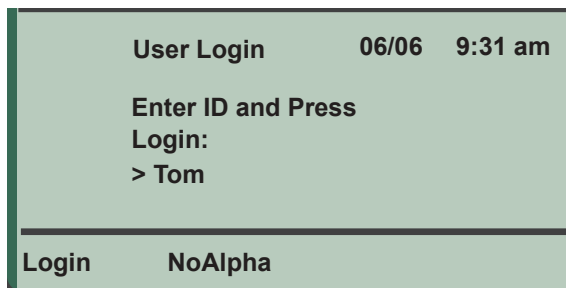 User Login 06/06 9:31 am
Enter ID and Press
Login:
> Tom
Login NoAlpha